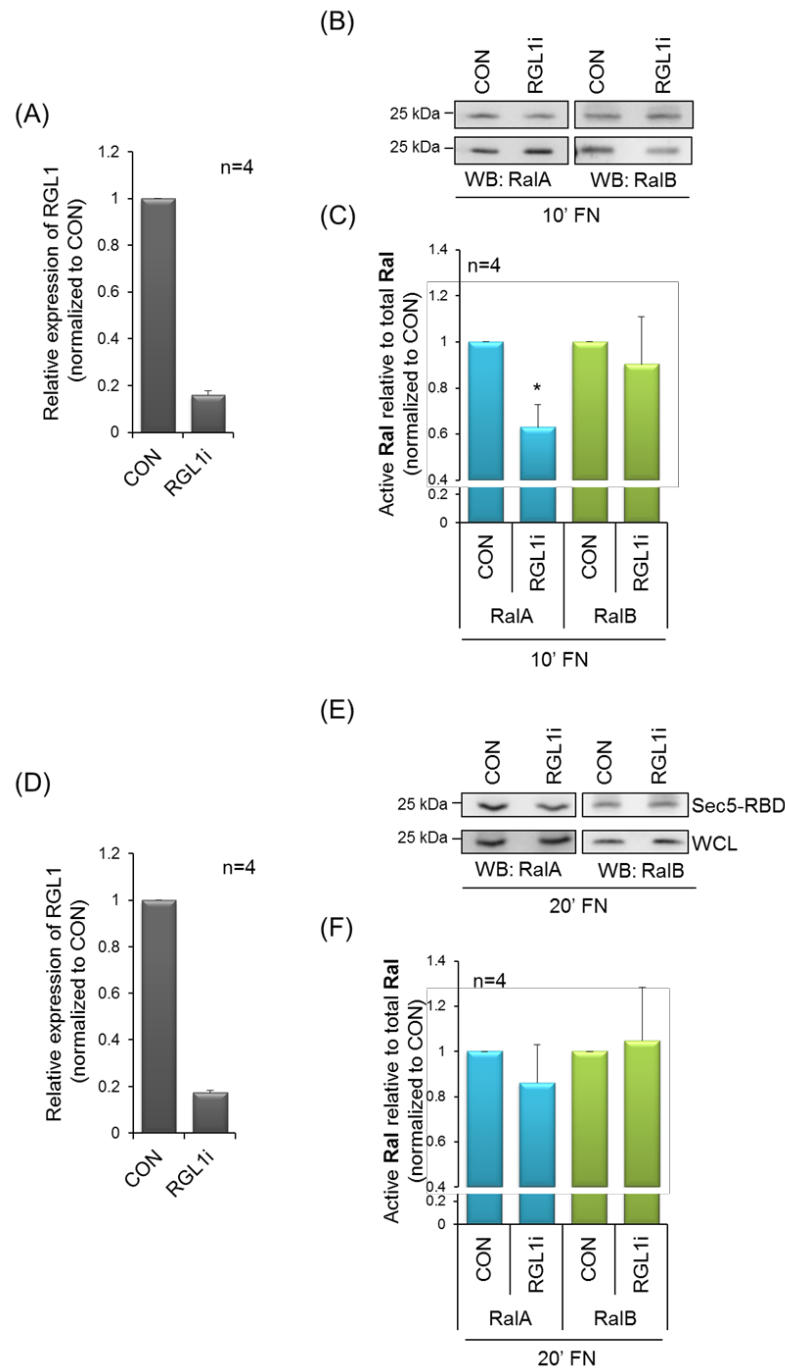 (A)
Relative expression of RGL1
(normalized to CON)
1.2
1
0.8
0.6
0.4
0.2
0
n=4
CON
RGL1i
(B)
CON
RGL1i
CON
RGL1i
25 kDa
25 kDa
WB: RalA
WB: RalB
10' FN
(C)
Active Ral relative to total Ral
(normalized to CON)
1.4
1.2
1
0.8
0.6
0.4
0.2
0
n=4
*
CON
RGL1i
CON
RGL1i
RalA
RalB
10' FN
(D)
Relative expression of RGL1
(normalized to CON)
1.2
1
0.8
0.6
0.4
0.2
0
n=4
CON
RGL1i
(E)
CON
RGL1i
CON
RGL1i
25 kDa
Sec5-RBD
25 kDa
WCL
WB: RalA
WB: RalB
20' FN
(F)
Active Ral relative to total Ral
(normalized to CON)
1.4
1.2
1
0.8
0.6
0.4
0.2
0
n=4
CON
RGL1i
CON
RGL1i
RalA
RalB
20' FN